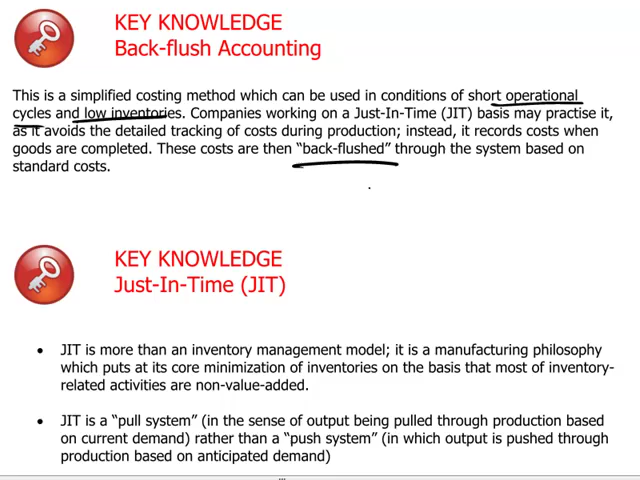 KEY KNOWLEDGE
Back-flush Accounting
This is a simplified costing method which can be used in conditions of short operational
cycles and low inventories. Companies working on a Just-In-Time (JIT) basis may practise it,
as it avoids the detailed tracking of costs during production; instead, it records costs when
goods are completed. These costs are then “back-flushed” through the system based on
standard costs.
KEY KNOWLEDGE
Just-In-Time (JIT)
• JIT is more than an inventory management model; it is a manufacturing philosophy
which puts at its core minimization of inventories on the basis that most of inventory-
related activities are non-value-added.
• JIT is a “pull system” (in the sense of output being pulled through production based
on current demand) rather than a “push system” (in which output is pushed through
production based on anticipated demand)